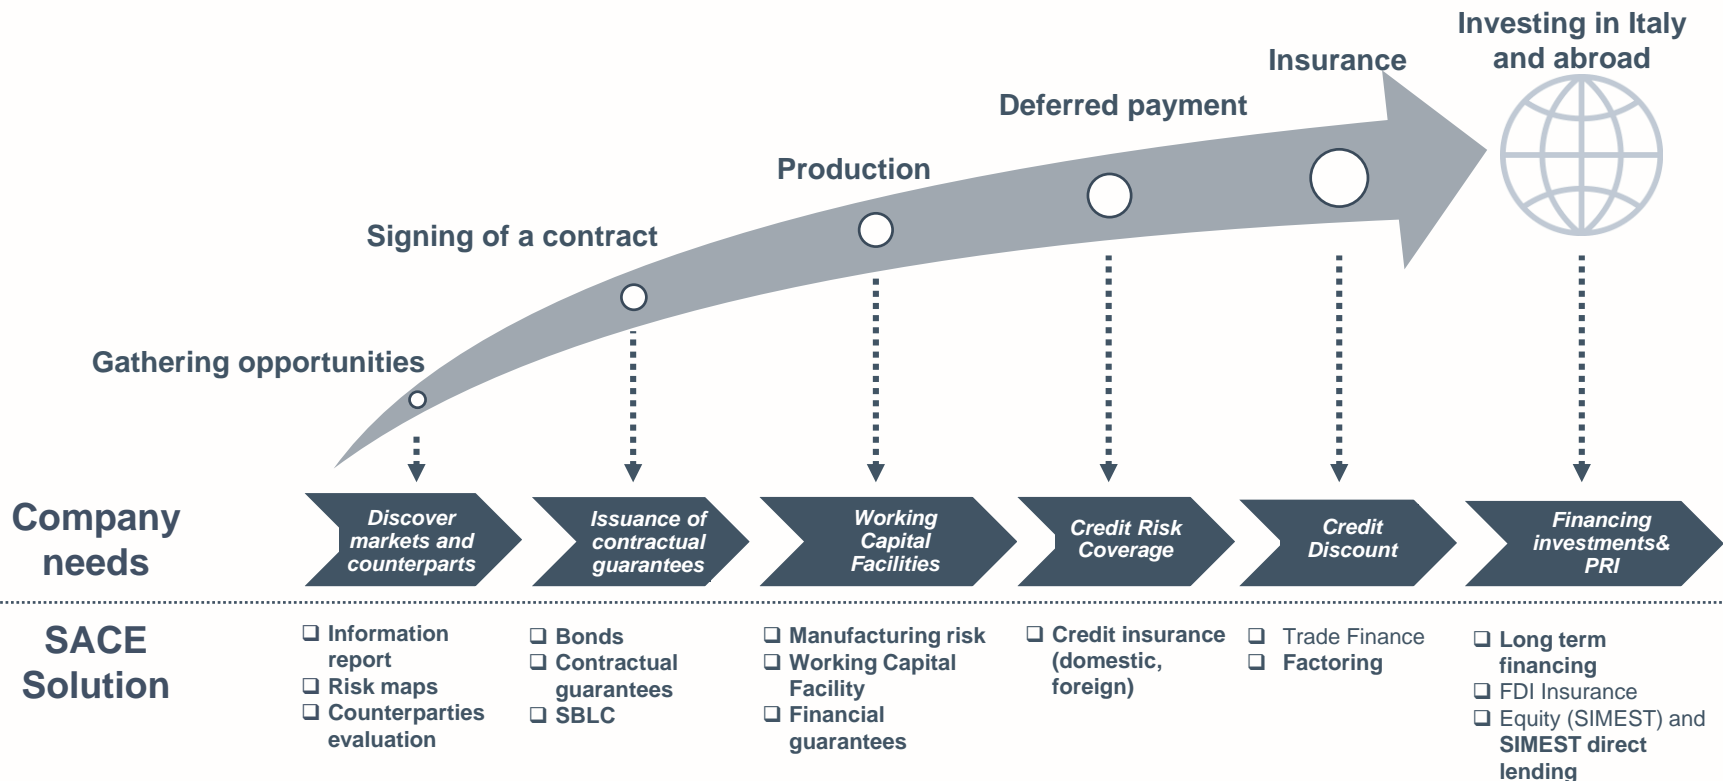 Investing in Italy
and abroad
Insurance
Deferred payment
Production
Signing of a contract
Gathering opportunities
Company
needs
Discover
markets and
counterparts
Issuance of
contractual
guarantees
Working
Capital
Facilities
Credit Risk
Coverage
Credit
Discount
Financing
investments&
PRI
SACE
Solution
❑ Information
report
❑ Risk maps
❑ Counterparties
evaluation
❑ Bonds
❑ Contractual
guarantees
❑ SBLC
❑ Manufacturing risk
❑ Working Capital
Facility
❑ Financial
guarantees
❑ Credit insurance
(domestic,
foreign)
❑ Trade Finance
❑ Factoring
❑ Long term
financing
❑ FDI Insurance
❑ Equity (SIMEST) and
SIMEST direct
lending